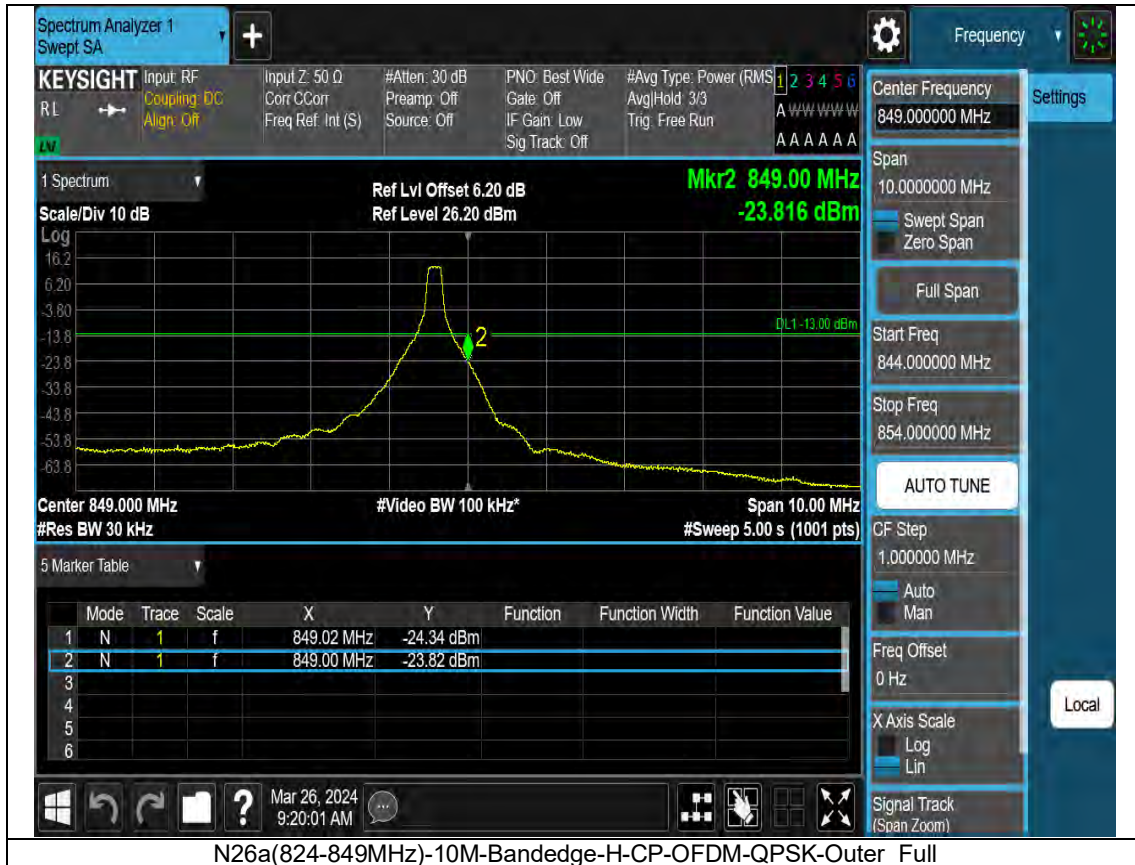 Spectrum Analyzer 1
Swept SA
+
Frequency
KEYSIGHT
RL
LXI
Input: RF
Coupling: DC
Align: Off
Input Z: 50 Ω
Corr CCorr
Freq Ref: Int (S)
#Atten: 30 dB
Preamp: Off
Source: Off
PNO: Best Wide
Gate: Off
IF Gain: Low
Sig Track: Off
#Avg Type: Power (RMS
Avg|Hold: 3/3
Trig: Free Run
1 2 3 4 5 6
A W W W W W
A A A A A A
1 Spectrum
Scale/Div 10 dB
Ref Lvl Offset 6.20 dB
Ref Level 26.20 dBm
Mkr2 849.00 MHz
-23.816 dBm
Log
16.2
6.20
-3.80
-13.8
-23.8
-33.8
-43.8
-53.8
-63.8
DL1 -13.00 dBm
2
Center 849.000 MHz
#Res BW 30 kHz
#Video BW 100 kHz*
Span 10.00 MHz
#Sweep 5.00 s (1001 pts)
5 Marker Table
Mode Trace Scale X Y Function Function Width Function Value
1 N 1 f 849.02 MHz -24.34 dBm
2 N 1 f 849.00 MHz -23.82 dBm
3
4
5
6
Mar 26, 2024
9:20:01 AM
Center Frequency
849.000000 MHz
Settings
Span
10.0000000 MHz
Swept Span
Zero Span
Full Span
Start Freq
844.000000 MHz
Stop Freq
854.000000 MHz
AUTO TUNE
CF Step
1.000000 MHz
Auto
Man
Freq Offset
0 Hz
X Axis Scale
Log
Lin
Local
Signal Track
(Span Zoom)
N26a(824-849MHz)-10M-Bandedge-H-CP-OFDM-QPSK-Outer_Full